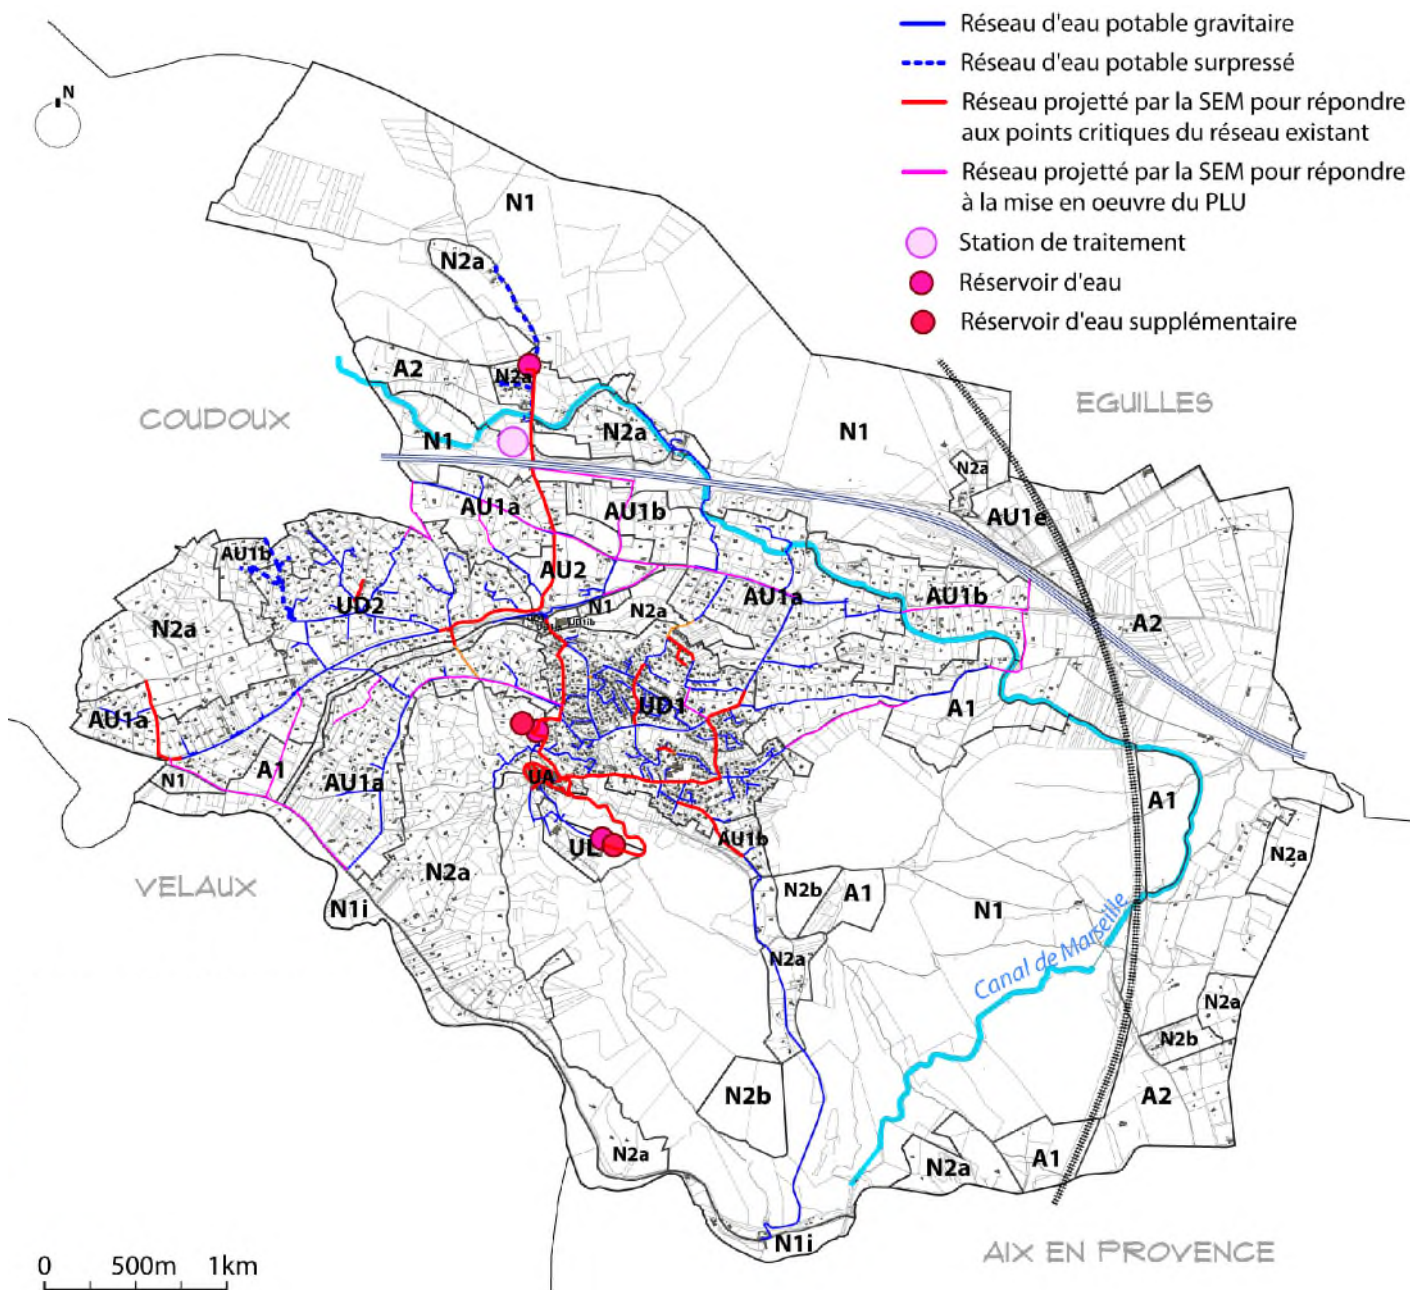 Réseau d'eau potable gravitaire
Réseau d'eau potable surpressé
Réseau projetté par la SEM pour répondre
aux points critiques du réseau existant
Réseau projetté par la SEM pour répondre
à la mise en oeuvre du PLU
Station de traitement
Réservoir d'eau
Réservoir d'eau supplémentaire
N
N1
N2a
A2
N2a
COUDOUX
EGUILLES
N1
N2a
N1
N2a
AU1a
AU1b
AU1e
AU1b
AU2
UD2
N1
N2a
AU1a
AU1b
A2
N2a
UD1
A1
AU1a
N1
A1
AU1a
UA
A1
UL
AU1b
N2a
VELAUX
N2a
N1i
N2b
A1
N1
Canal de Marseille
N2a
N2a
N2b
N2b
A2
N2a
N2a
A1
N1i
AIX EN PROVENCE
0 500m 1km